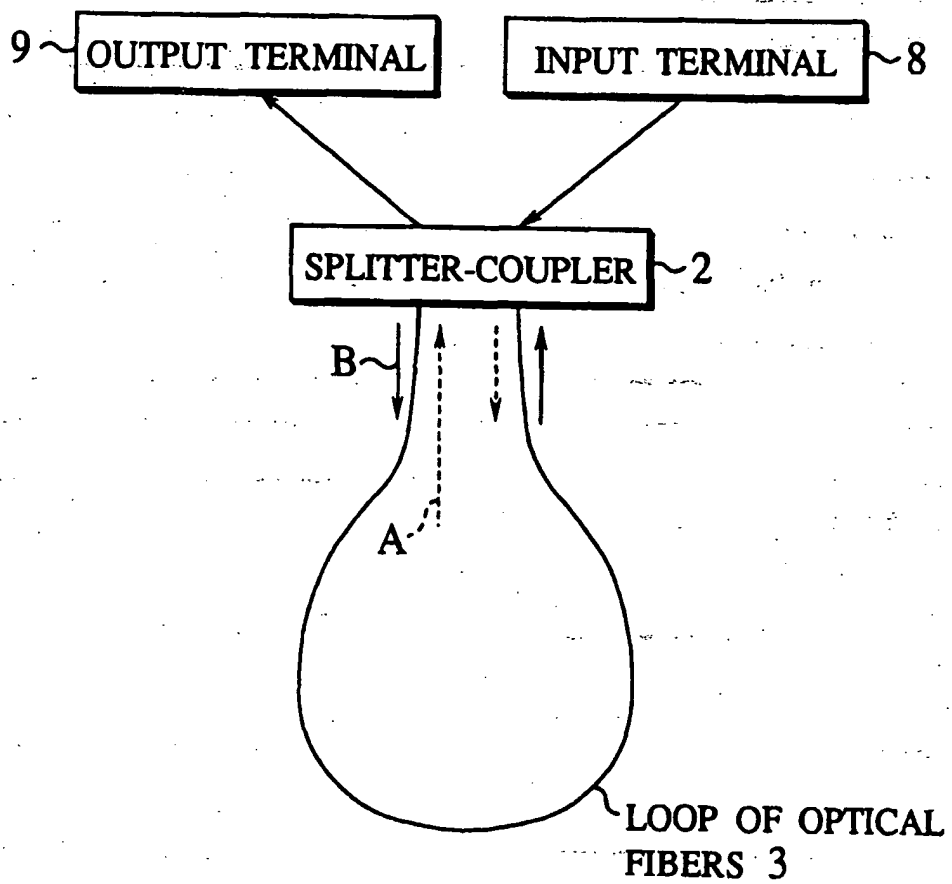 9 OUTPUT TERMINAL
INPUT TERMINAL 8
SPLITTER-COUPLER 2
B
A
LOOP OF OPTICAL
FIBERS 3